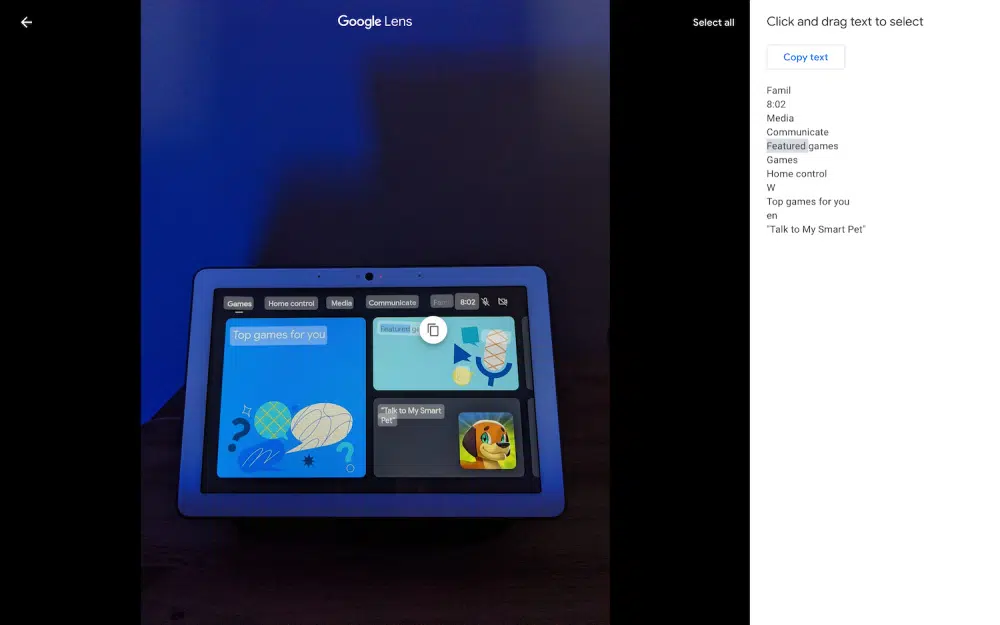 Google Lens
Select all
Click and drag text to select
Copy text
Famil
8:02
Media
Communicate
Featured games
Games
Home control
W
Top games for you
en
"Talk to My Smart Pet"
Games
Home control
Media
Communicate
Fam
8:02
Top games for you
Featured
"Talk to My Smart
Pet"